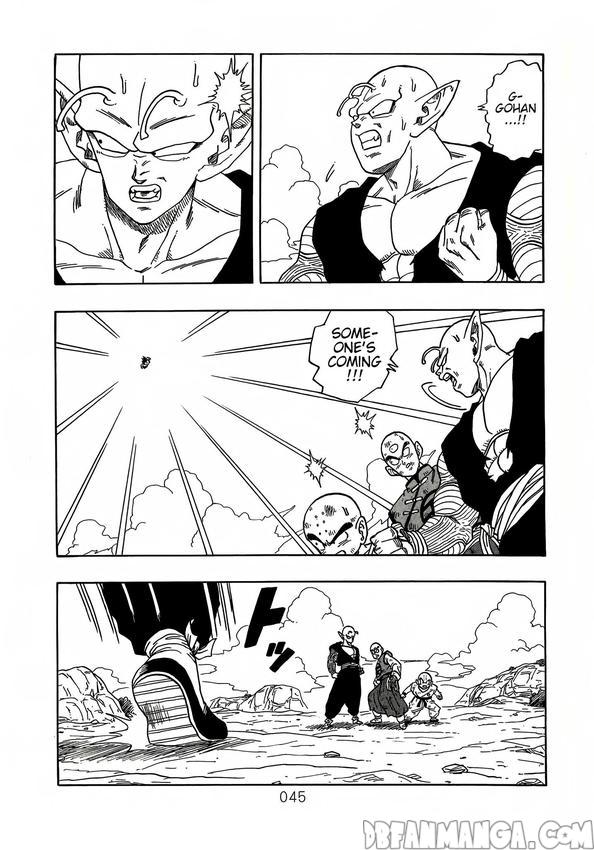 G-
GOHAN
...!!
SOME-
ONE'S
COMING
!!!
ドッ
045
DBFANMANGA.COM